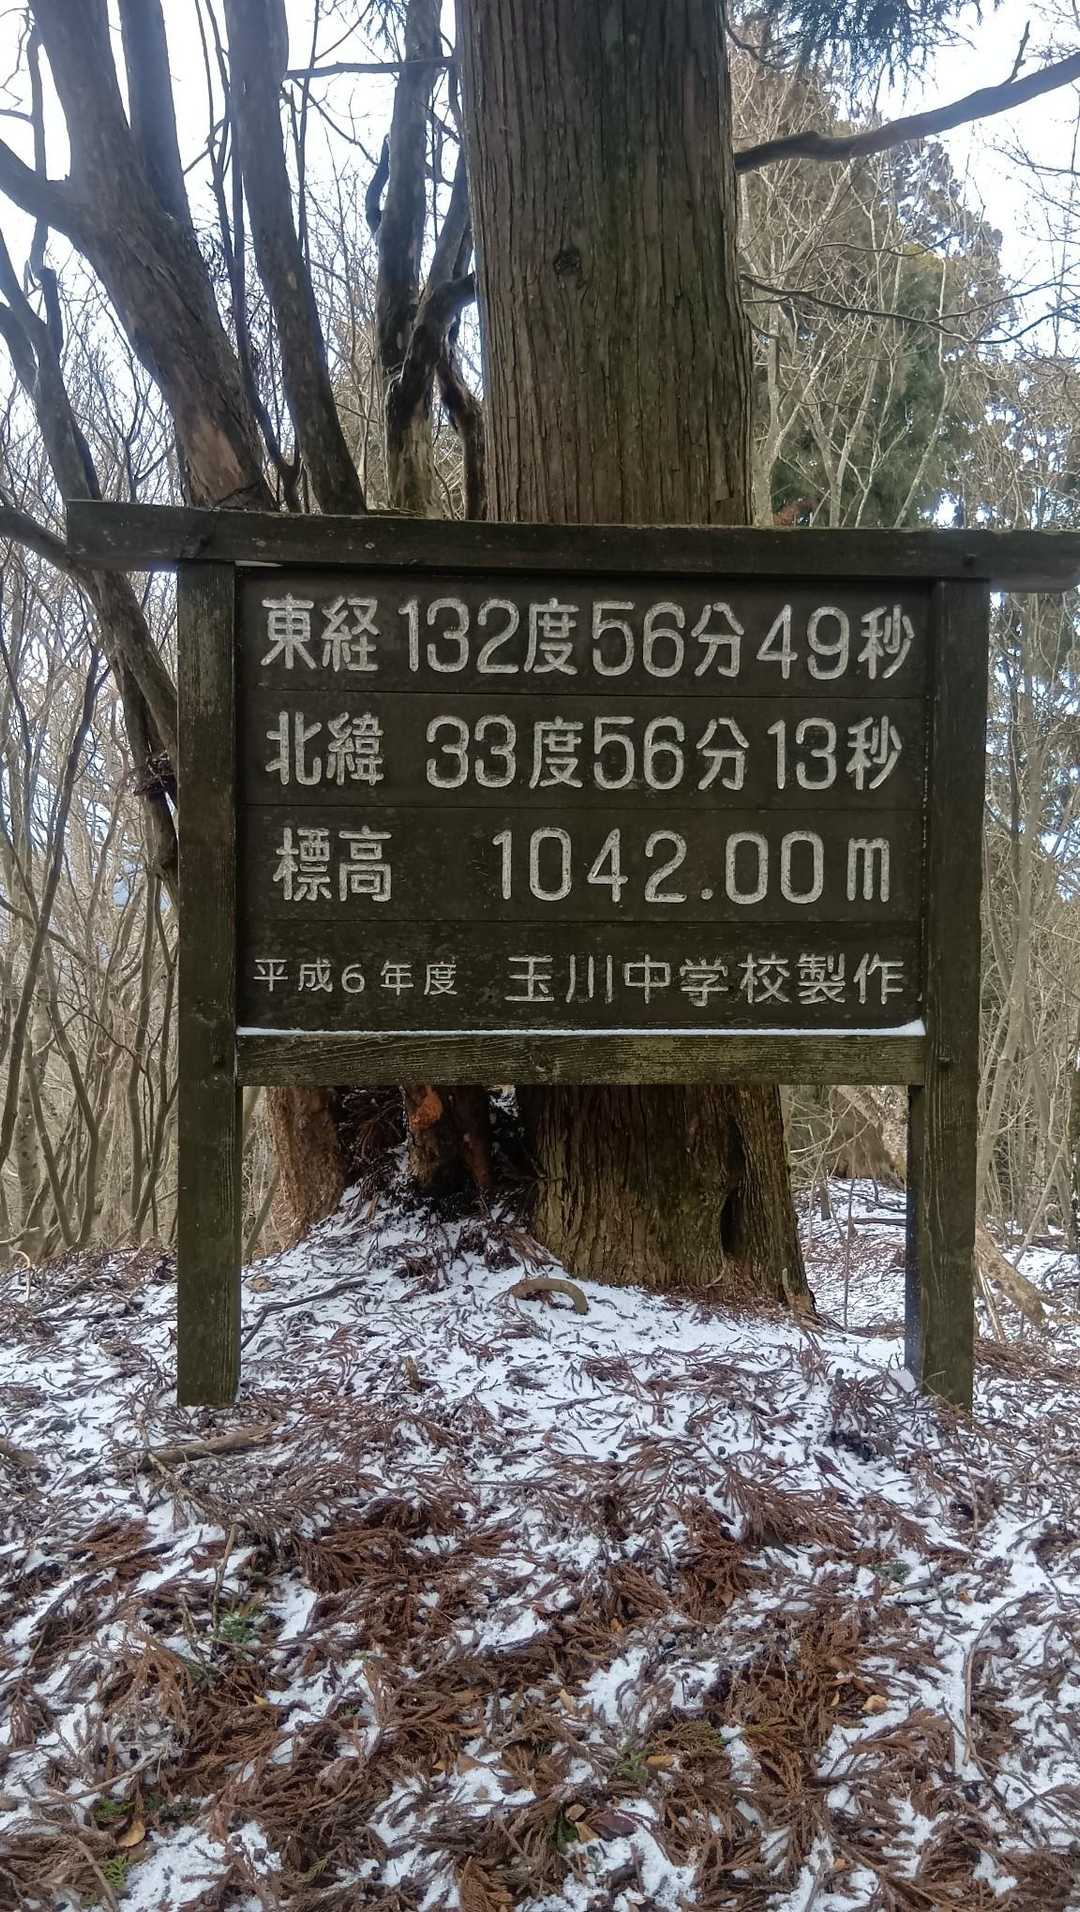 東経132度56分49秒
北緯 33度56分13秒
標高 1042.00m
平成6年度 玉川中学校製作